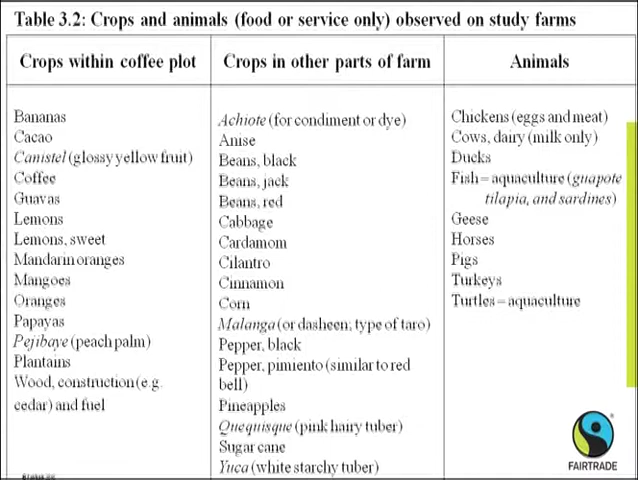 Table 3.2: Crops and animals (food or service only) observed on study farms
Crops within coffee plot
Bananas
Cacao
Canistel (glossy yellow fruit)
Coffee
Guavas
Lemons
Lemons, sweet
Mandarin oranges
Mangoes
Oranges
Papayas
Pejibaye (peach palm)
Plantains
Wood, construction (e.g.
cedar) and fuel
Crops in other parts of farm
Achiote (for condiment or dye)
Anise
Beans, black
Beans, jack
Beans, red
Cabbage
Cardamom
Cilantro
Cinnamon
Corn
Malanga (or dasheen; type of taro)
Pepper, black
Pepper, pimiento (similar to red
bell)
Pineapples
Quequisque (pink hairy tuber)
Sugar cane
Yuca (white starchy tuber)
Animals
Chickens (eggs and meat)
Cows, dairy (milk only)
Ducks
Fish – aquaculture (guapote
tilapia, and sardines)
Geese
Horses
Pigs
Turkeys
Turtles – aquaculture
FAIRTRADE